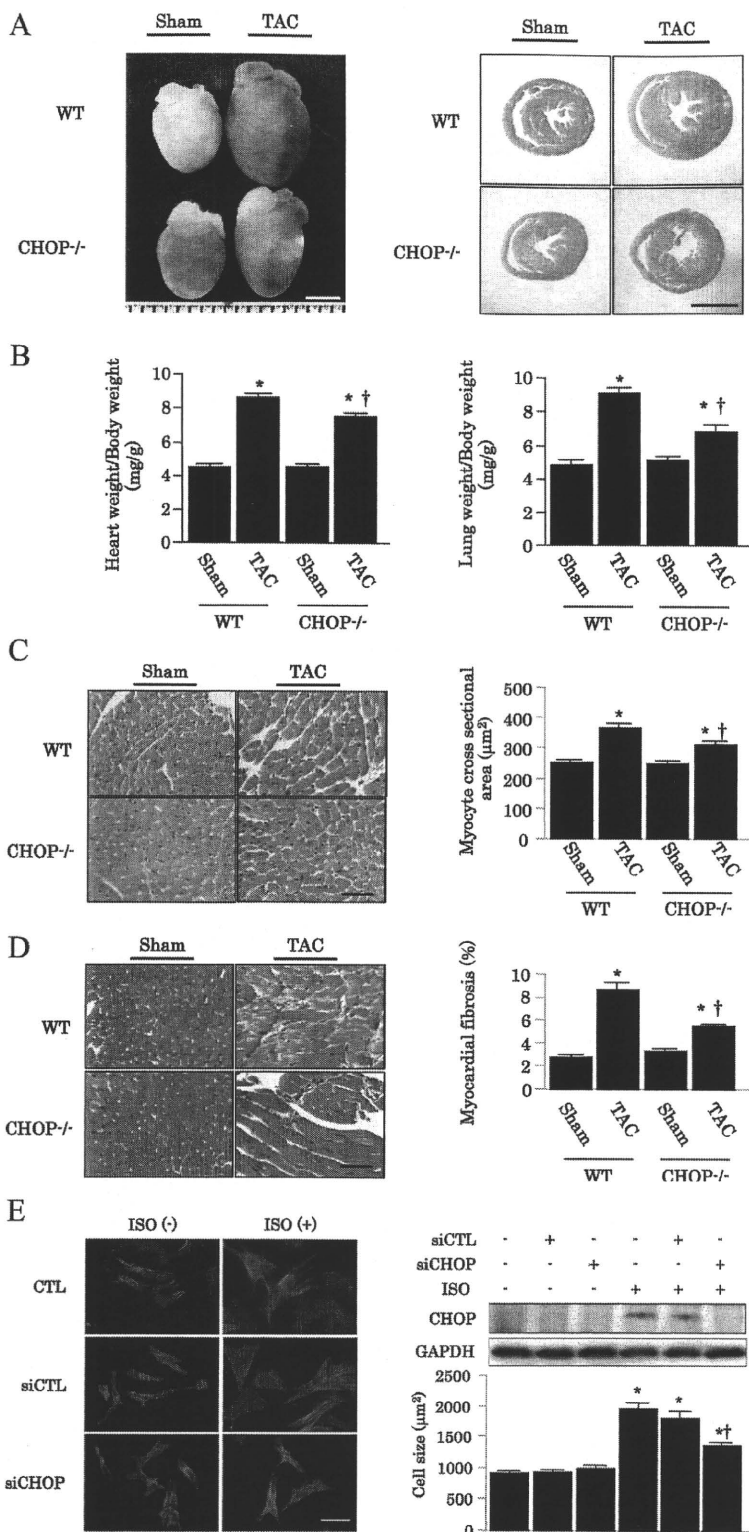 A
Sham TAC
WT
CHOP-/-
Sham TAC
WT
CHOP-/-
B
Heart weight/Body weight
(mg/g)
10
8
6
4
2
0
Sham TAC Sham TAC
WT CHOP-/-
* * †
Lung weight/Body weight
(mg/g)
10
8
6
4
2
0
Sham TAC Sham TAC
WT CHOP-/-
* * †
C
Sham TAC
WT
CHOP-/-
Myocyte cross sectional
area (μm²)
500
400
300
200
100
0
Sham TAC Sham TAC
WT CHOP-/-
* * †
D
Sham TAC
WT
CHOP-/-
Myocardial fibrosis (%)
10
8
6
4
2
0
Sham TAC Sham TAC
WT CHOP-/-
* * †
E
ISO (-) ISO (+)
CTL
siCTL
siCHOP
siCTL - + - - + -
siCHOP - - + - - +
ISO - - - + + +
CHOP
GAPDH
Cell size (μm²)
2500
2000
1500
1000
500
0
* * *†